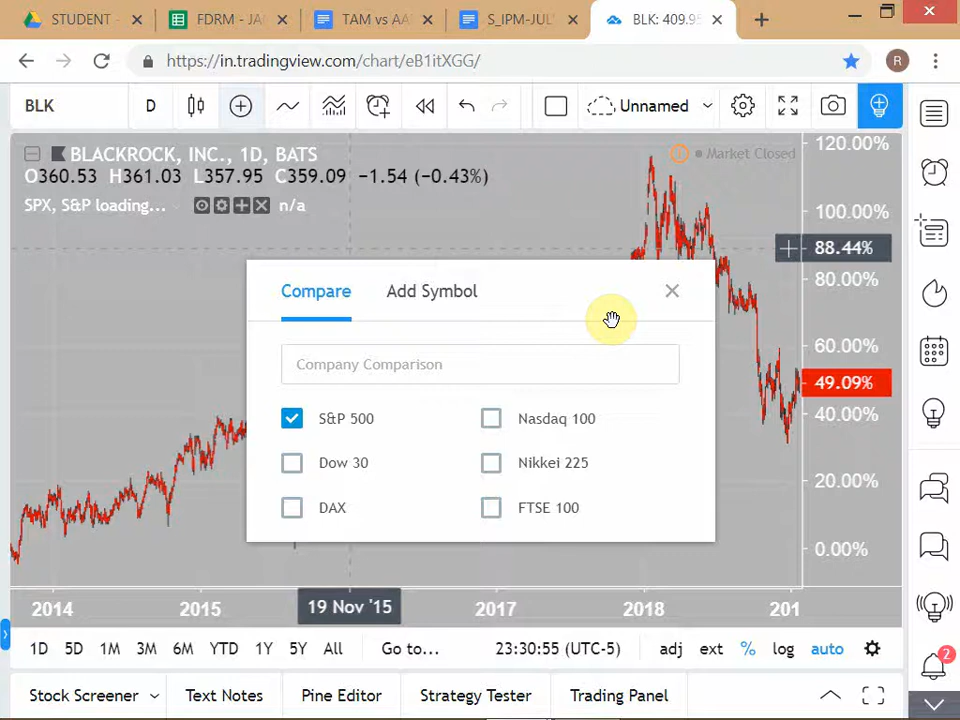 STUDENT -
FDRM - JA
TAM vs AA
S_IPM-JUL
BLK: 409.95
https://in.tradingview.com/chart/eB1itXGG/
R
BLK
D
Unnamed
BLACKROCK, INC., 1D, BATS
Market Closed
O360.53 H361.03 L357.95 C359.09 −1.54 (−0.43%)
SPX, S&P loading...
n/a
120.00%
100.00%
88.44%
80.00%
60.00%
49.09%
40.00%
20.00%
0.00%
Compare
Add Symbol
Company Comparison
S&P 500
Nasdaq 100
Dow 30
Nikkei 225
DAX
FTSE 100
2014
2015
19 Nov '15
2017
2018
201
1D 5D 1M 3M 6M YTD 1Y 5Y All
Go to...
23:30:55 (UTC-5)
adj ext % log auto
2
Stock Screener
Text Notes
Pine Editor
Strategy Tester
Trading Panel